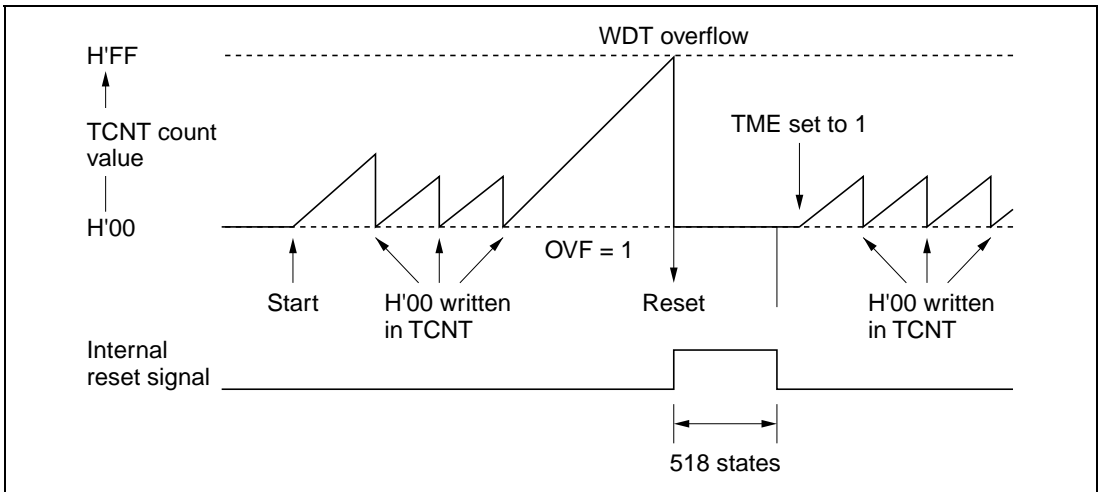 WDT overflow
H'FF
TCNT count
value
TME set to 1
H'00
OVF = 1
Start
H'00 written
in TCNT
Reset
H'00 written
in TCNT
Internal
reset signal
518 states